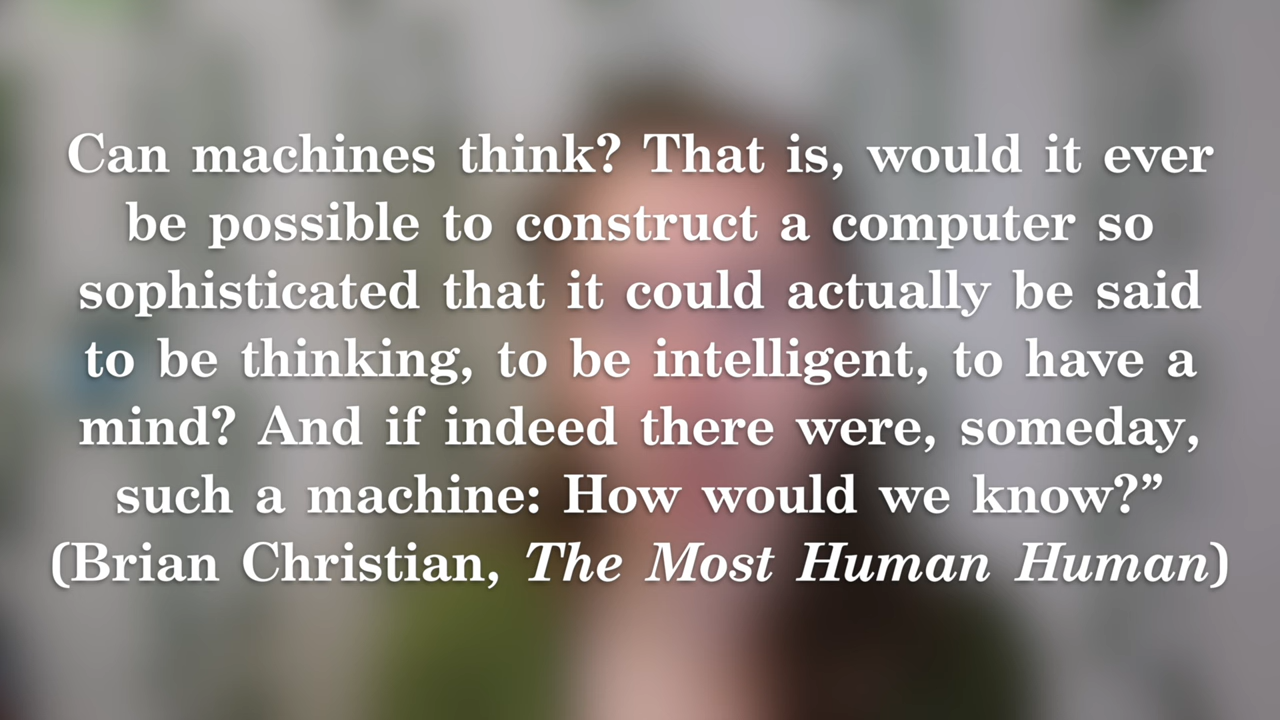 Can machines think? That is, would it ever
be possible to construct a computer so
sophisticated that it could actually be said
to be thinking, to be intelligent, to have a
mind? And if indeed there were, someday,
such a machine: How would we know?”
(Brian Christian, The Most Human Human)